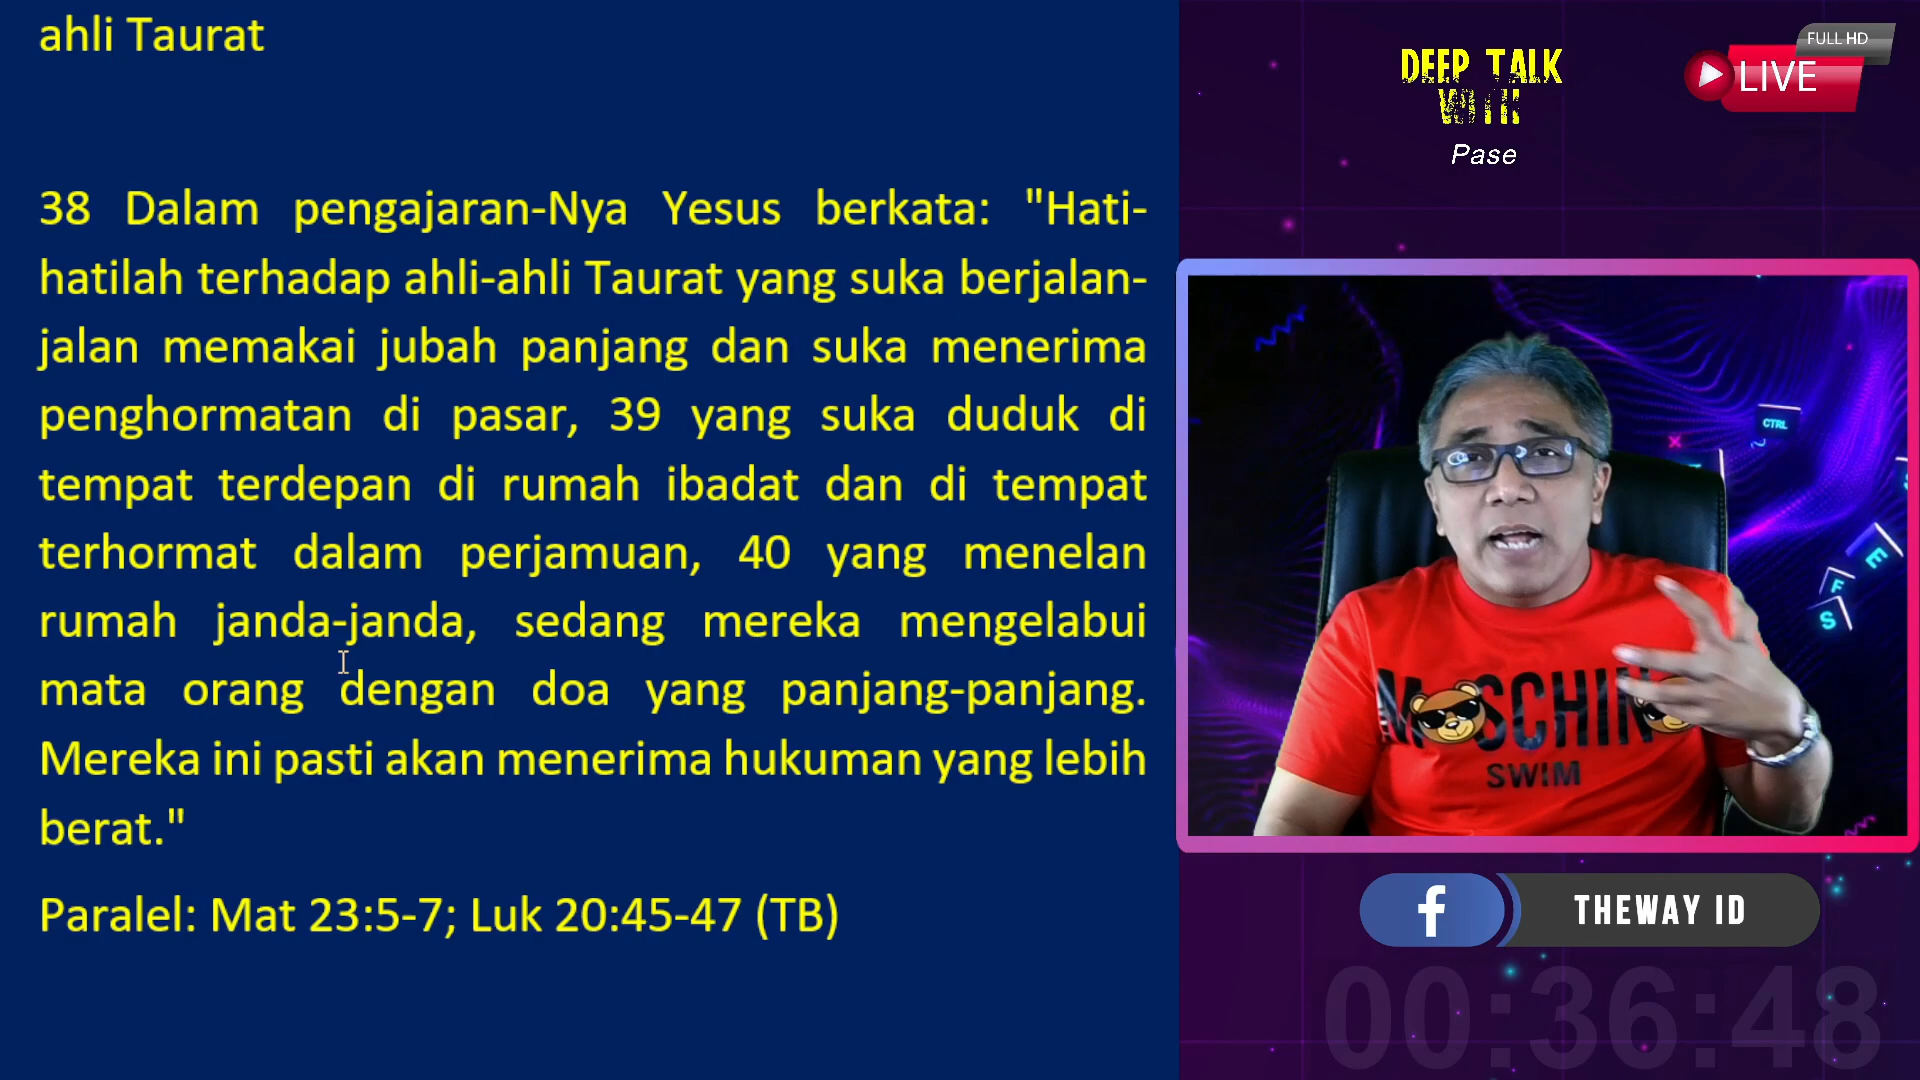 ahli Taurat
38 Dalam pengajaran-Nya Yesus berkata: "Hati-
hatilah terhadap ahli-ahli Taurat yang suka berjalan-
jalan memakai jubah panjang dan suka menerima
penghormatan di pasar, 39 yang suka duduk di
tempat terdepan di rumah ibadat dan di tempat
terhormat dalam perjamuan, 40 yang menelan
rumah janda-janda, sedang mereka mengelabui
mata orang dengan doa yang panjang-panjang.
Mereka ini pasti akan menerima hukuman yang lebih
berat."
Paralel: Mat 23:5-7; Luk 20:45-47 (TB)
DEEP TALK
WITH
Pase
FULL HD
LIVE
CTRL
E
F
S
SWIM
f
THEWAY ID
00:36:48